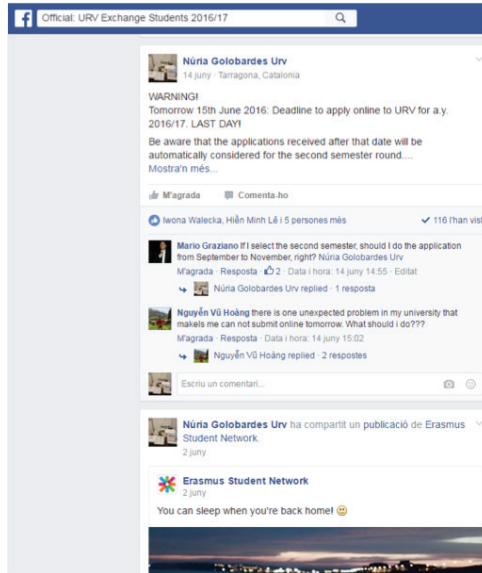 Official: URV Exchange Students 2016/17
Núria Golobardes Urv
14 juny · Tarragona, Catalonia
WARNING!
Tomorrow 15th June 2016: Deadline to apply online to URV for a.y.
2016/17. LAST DAY!
Be aware that the applications received after that date will be
automatically considered for the second semester round....
Mostra'n més...
M'agrada Comenta-ho
Iwona Walecka, Hiền Minh Lê i 5 persones més 116 l'han vist
Mario Graziano If I select the second semester, should I do the application
from September to November, right? Núria Golobardes Urv
M'agrada · Resposta · 2 · Data i hora: 14 juny 14:55 · Editat
Núria Golobardes Urv replied · 1 resposta
Nguyễn Vũ Hoàng there is one unexpected problem in my university that
makels me can not submit online tomorrow. What should i do???
M'agrada · Resposta · Data i hora: 14 juny 15:02
Nguyễn Vũ Hoàng replied · 2 respostes
Escriu un comentari...
Núria Golobardes Urv ha compartit un publicació de Erasmus
Student Network.
2 juny
Erasmus Student Network
2 juny
You can sleep when you're back home!